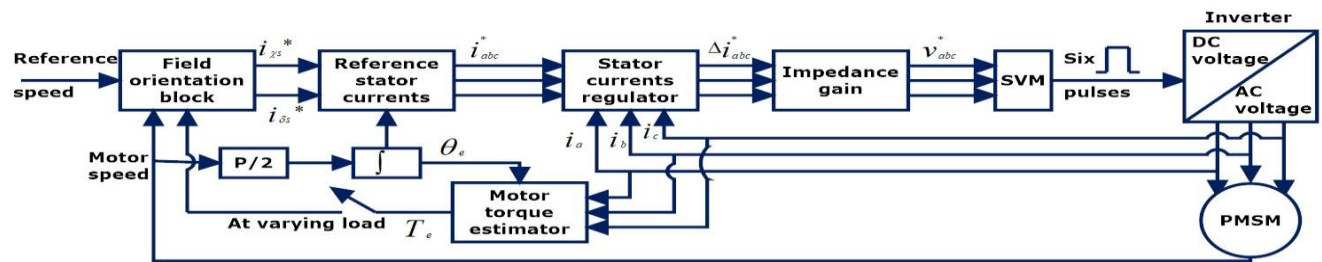 Inverter
Reference
speed
Field
orientation
block
i_γs*
i_δs*
Reference
stator
currents
i*_abc
Stator
currents
regulator
Δi*_abc
Impedance
gain
v*_abc
SVM
Six
pulses
DC
voltage
AC
voltage
Motor
speed
P/2
∫
θ_e
i_a
i_b
i_c
At varying load
T_e
Motor
torque
estimator
PMSM